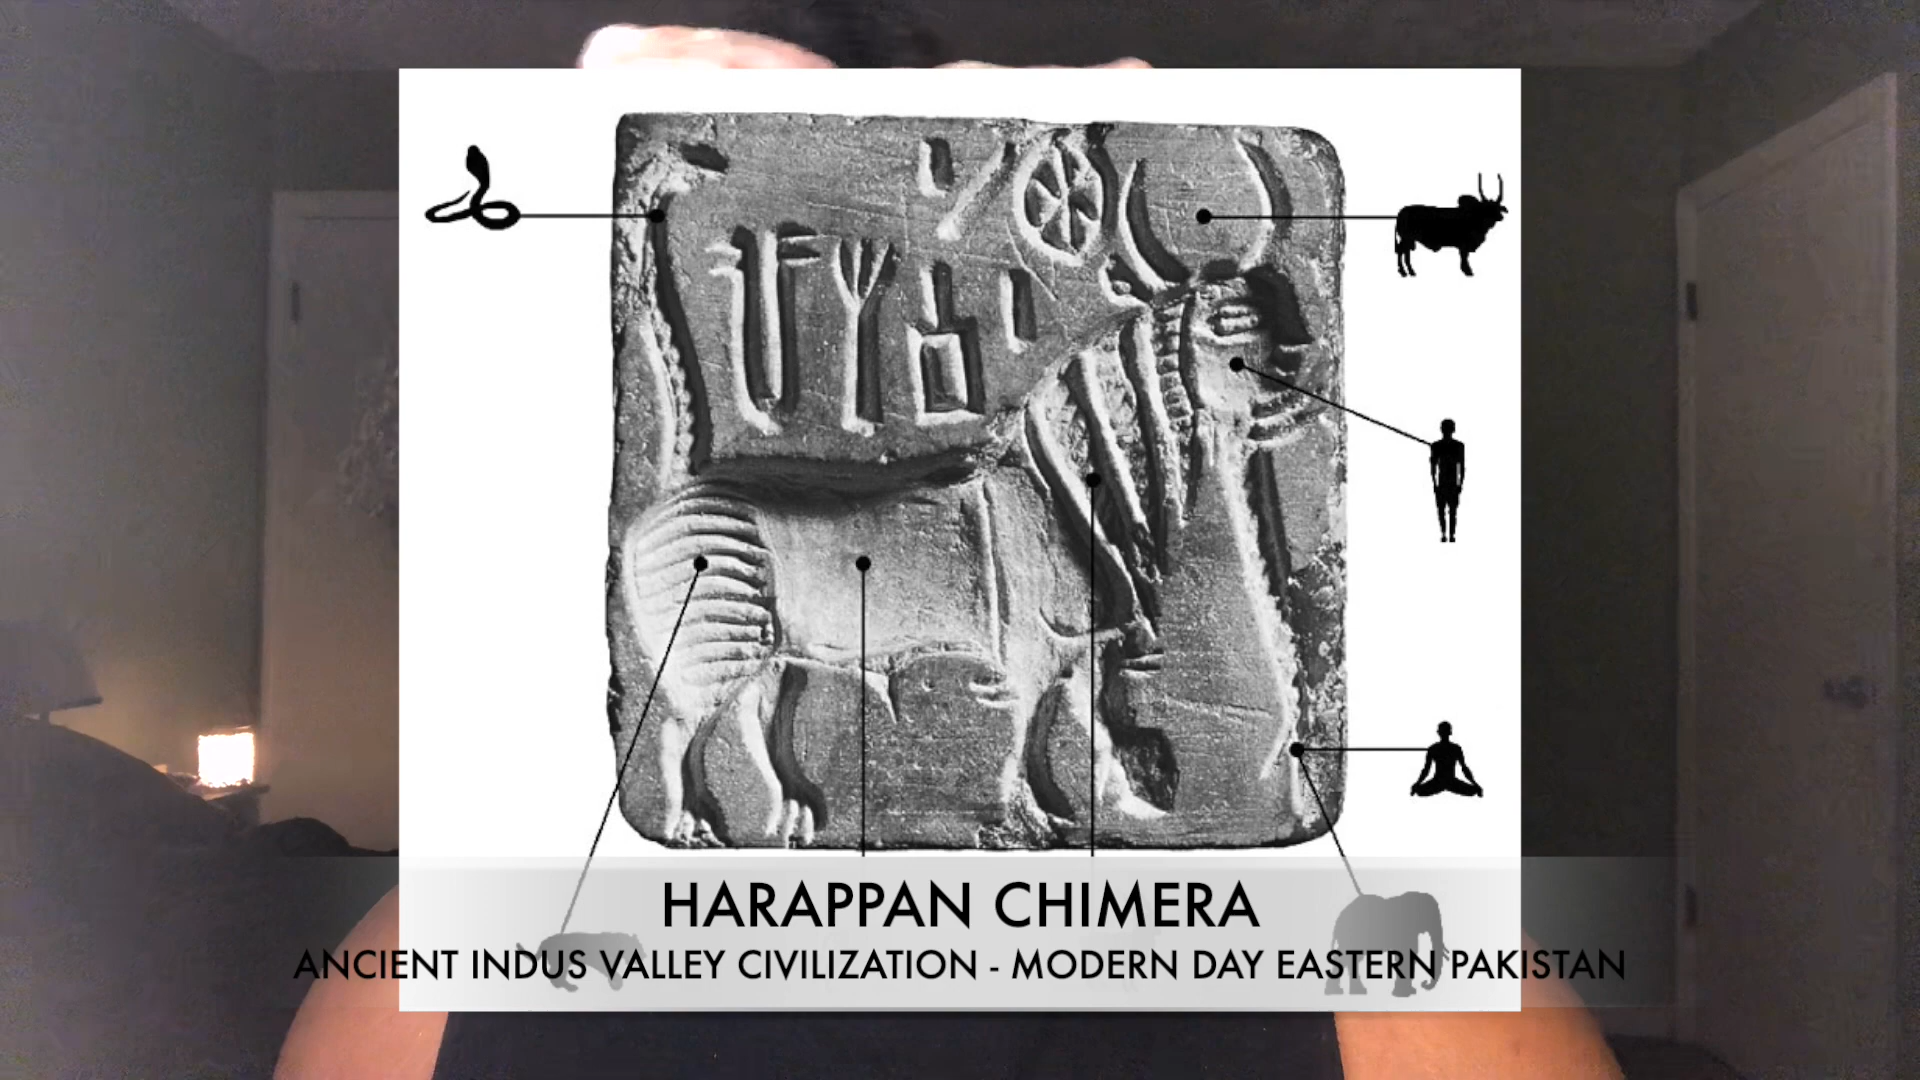 HARAPPAN CHIMERA
ANCIENT INDUS VALLEY CIVILIZATION - MODERN DAY EASTERN PAKISTAN